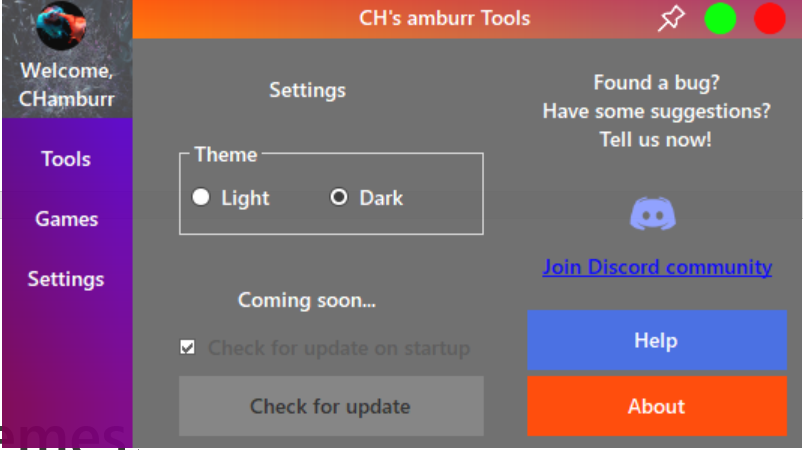 CH's amburr Tools
Welcome,
CHamburr
Tools
Games
Settings
Settings
Theme
Light
Dark
Coming soon...
Check for update on startup
Check for update
Found a bug?
Have some suggestions?
Tell us now!
Join Discord community
Help
About